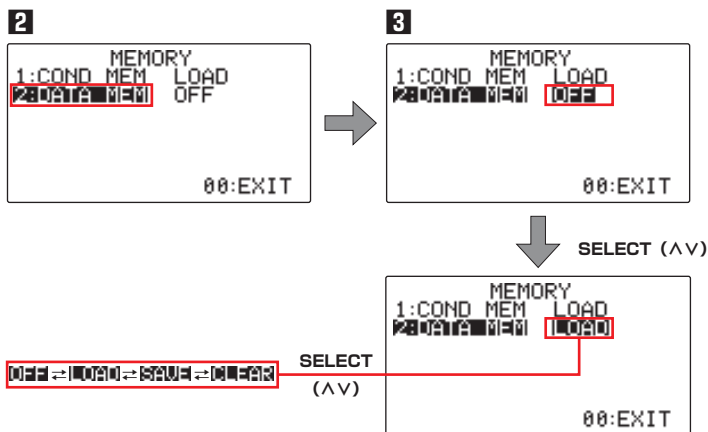 2 3
MEMORY
1:COND MEM LOAD
2:DATA MEM OFF
00:EXIT
MEMORY
1:COND MEM LOAD
2:DATA MEM OFF
00:EXIT
SELECT (∧∨)
MEMORY
1:COND MEM LOAD
2:DATA MEM LOAD
00:EXIT
SELECT
(∧∨)
OFF⇄LOAD⇄SAVE⇄CLEAR